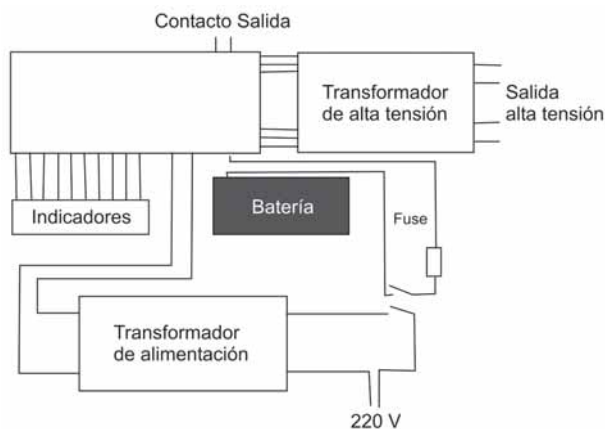 Contacto Salida
Transformador
de alta tensión
Salida
alta tensión
Indicadores
Batería
Fuse
Transformador
de alimentación
220 V